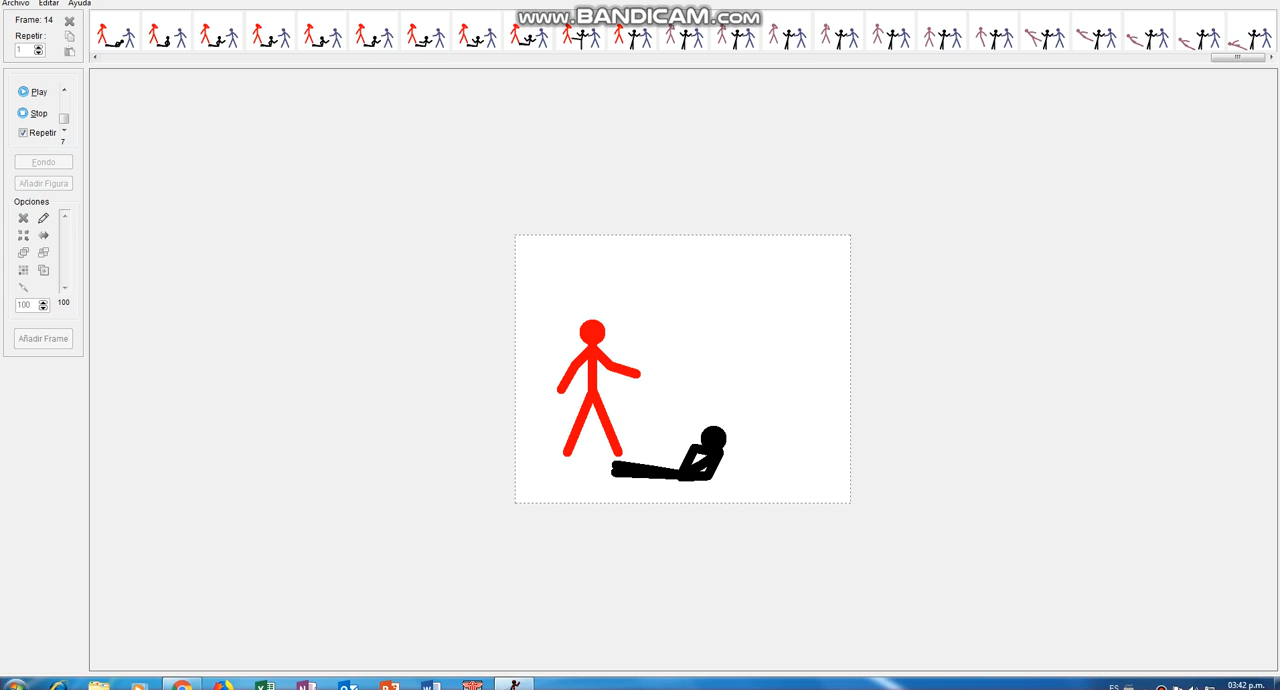 Archivo Editar Ayuda
www.BANDICAM.com
Frame: 14
Repetir :
1
Play
Stop
Repetir
7
Fondo
Añadir Figura
Opciones
100
100
Añadir Frame
ES
03:42 p.m.